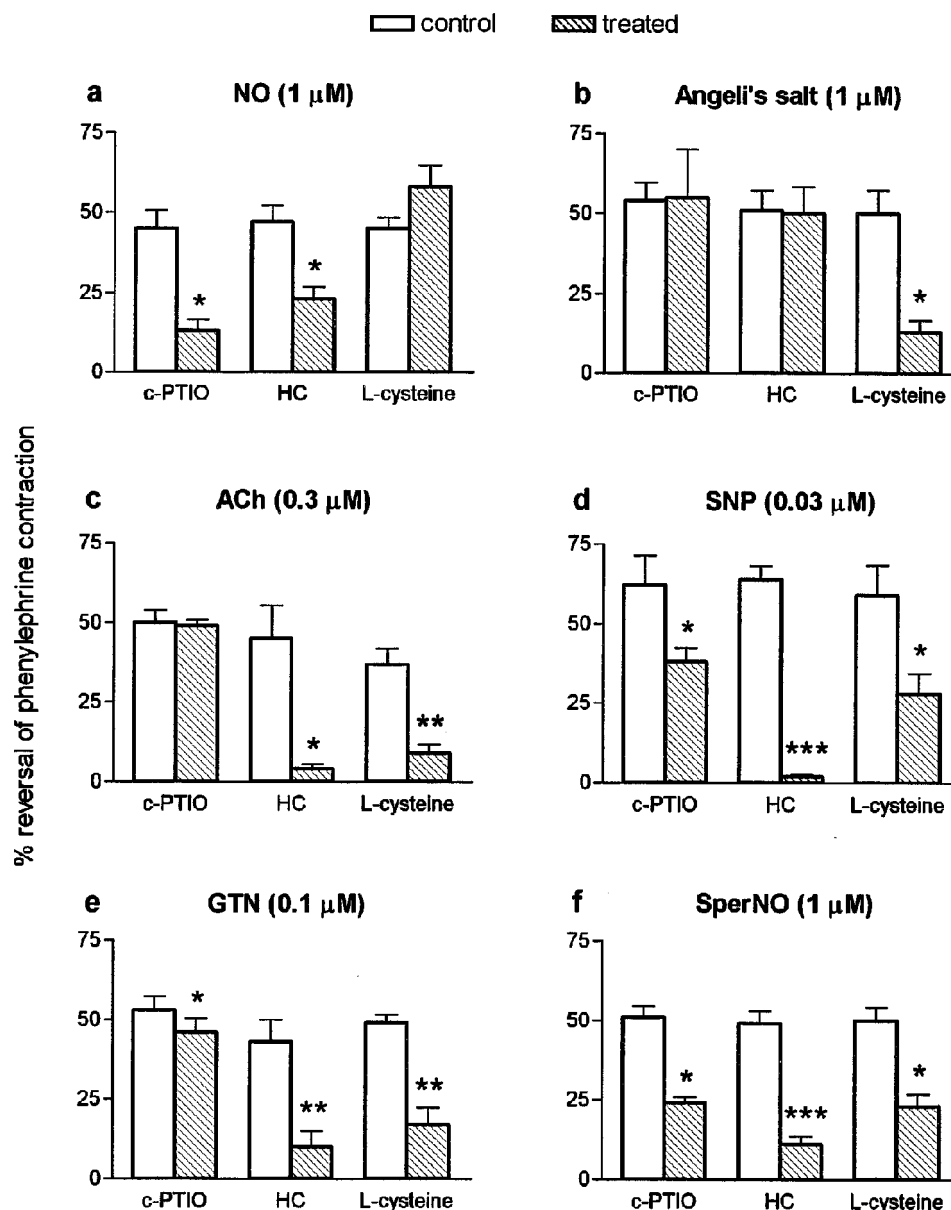 control treated
a NO (1 μM)
75
50
25
0
*
*
c-PTIO HC L-cysteine
b Angeli's salt (1 μM)
75
50
25
0
*
c-PTIO HC L-cysteine
% reversal of phenylephrine contraction
c ACh (0.3 μM)
75
50
25
0
*
**
c-PTIO HC L-cysteine
d SNP (0.03 μM)
75
50
25
0
*
***
*
c-PTIO HC L-cysteine
e GTN (0.1 μM)
75
50
25
0
*
**
**
c-PTIO HC L-cysteine
f SperNO (1 μM)
75
50
25
0
*
***
*
c-PTIO HC L-cysteine